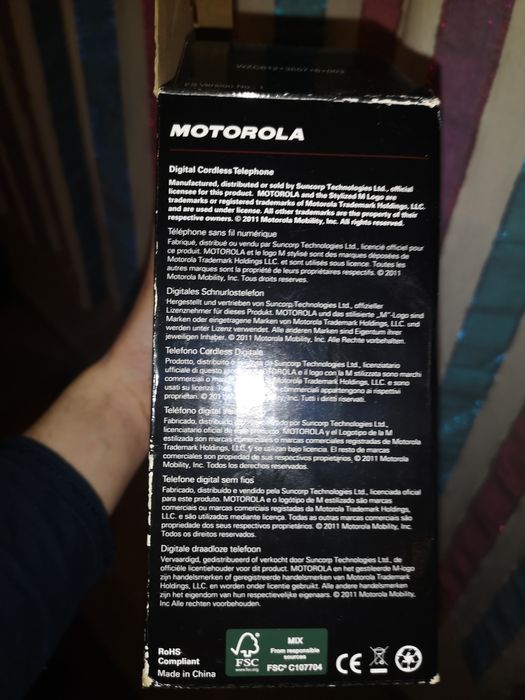 MOTOROLA
Digital Cordless Telephone
Manufactured, distributed or sold by Suncorp Technologies Ltd., official
licensee for this product. MOTOROLA and the Stylized M Logo are
trademarks or registered trademarks of Motorola Trademark Holdings, LLC.
and are used under license. All other trademarks are the property of their
respective owners. © 2011 Motorola Mobility, Inc. All rights reserved.
Téléphone sans fil numérique
Fabriqué, distribué ou vendu par Suncorp Technologies Ltd., licencié officiel pour
ce produit. MOTOROLA et le logo M stylisé sont des marques déposées de
Motorola Trademark Holdings LLC. et sont utilisés sous licence. Toutes les
autres marques sont la propriété de leurs propriétaires respectifs. © 2011
Motorola Mobility, Inc. Tous droits reserves.
Digitales Schnurlostelefon
Hergestellt und vertrieben von Suncorp Technologies Ltd., offizieller
Lizenznehmer für dieses Produkt. MOTOROLA und das stilisierte „M"-Logo sind
Marken oder eingetragene Marken von Motorola Trademark Holdings, LLC. und
werden unter Lizenz verwendet. Alle anderen Marken sind Eigentum ihrer
jeweiligen Inhaber. © 2011 Motorola Mobility, Inc. Alle Rechte vorbehalten.
Telefono Cordless Digitale
Prodotto, distribuito o de Suncorp Technologies Ltd., licenziatario
ufficiale di questo MOTOROLA e il logo con la M stilizzata sono marchi
commerciali o Motorola Trademark Holdings, LLC. e sono
usati su licenza. commerciali appartengono ai rispettivi
proprietari. © 201 Inc. Tutti i diritti riservati.
Teléfono digital
Fabricado, distribuido por Suncorp Technologies Ltd.,
licenciatario oficial de producto. MOTOROLA y el Logotipo de la M
estilizada son marcas comerciales o marcas comerciales registradas de Motorola
Trademark Holdings, LLC. y se utilizan bajo licencia. El resto de marcas
comerciales son propiedad de sus respectivos propietarios. © 2011 Motorola
Mobility, Inc. Todos los derechos reservados.
Telefone digital sem fios
Fabricado, distribuído e vendido pela Suncorp Technologies Ltd., licenciada oficial
para este produto. MOTOROLA e o logótipo de M estilizado são marcas
comerciais ou marcas comerciais registadas da Motorola Trademark Holdings,
LLC. e são utilizados mediante licença. Todas as outras marcas comerciais são
propriedade dos seus respectivos proprietários. © 2011 Motorola Mobility, Inc.
Todos os direitos reservados.
Digitale draadloze telefoon
Vervaardigd, gedistribueerd of verkocht door Suncorp Technologies Ltd., de
officiële licentiehouder voor dit product. MOTOROLA en het gestileerde M-logo
zijn handelsmerken of geregistreerde handelsmerken van Motorola Trademark
Holdings, LLC. en worden onder licentie gebruikt. Alle andere handelsmerken
zijn het eigendom van hun respectievelijke eigenaars. © 2011 Motorola Mobility,
Inc Alle rechten voorbehouden.
RoHS
Compliant
Made in China
FSC
www.fsc.org
MIX
From responsible
sources
FSC® C107704
CE